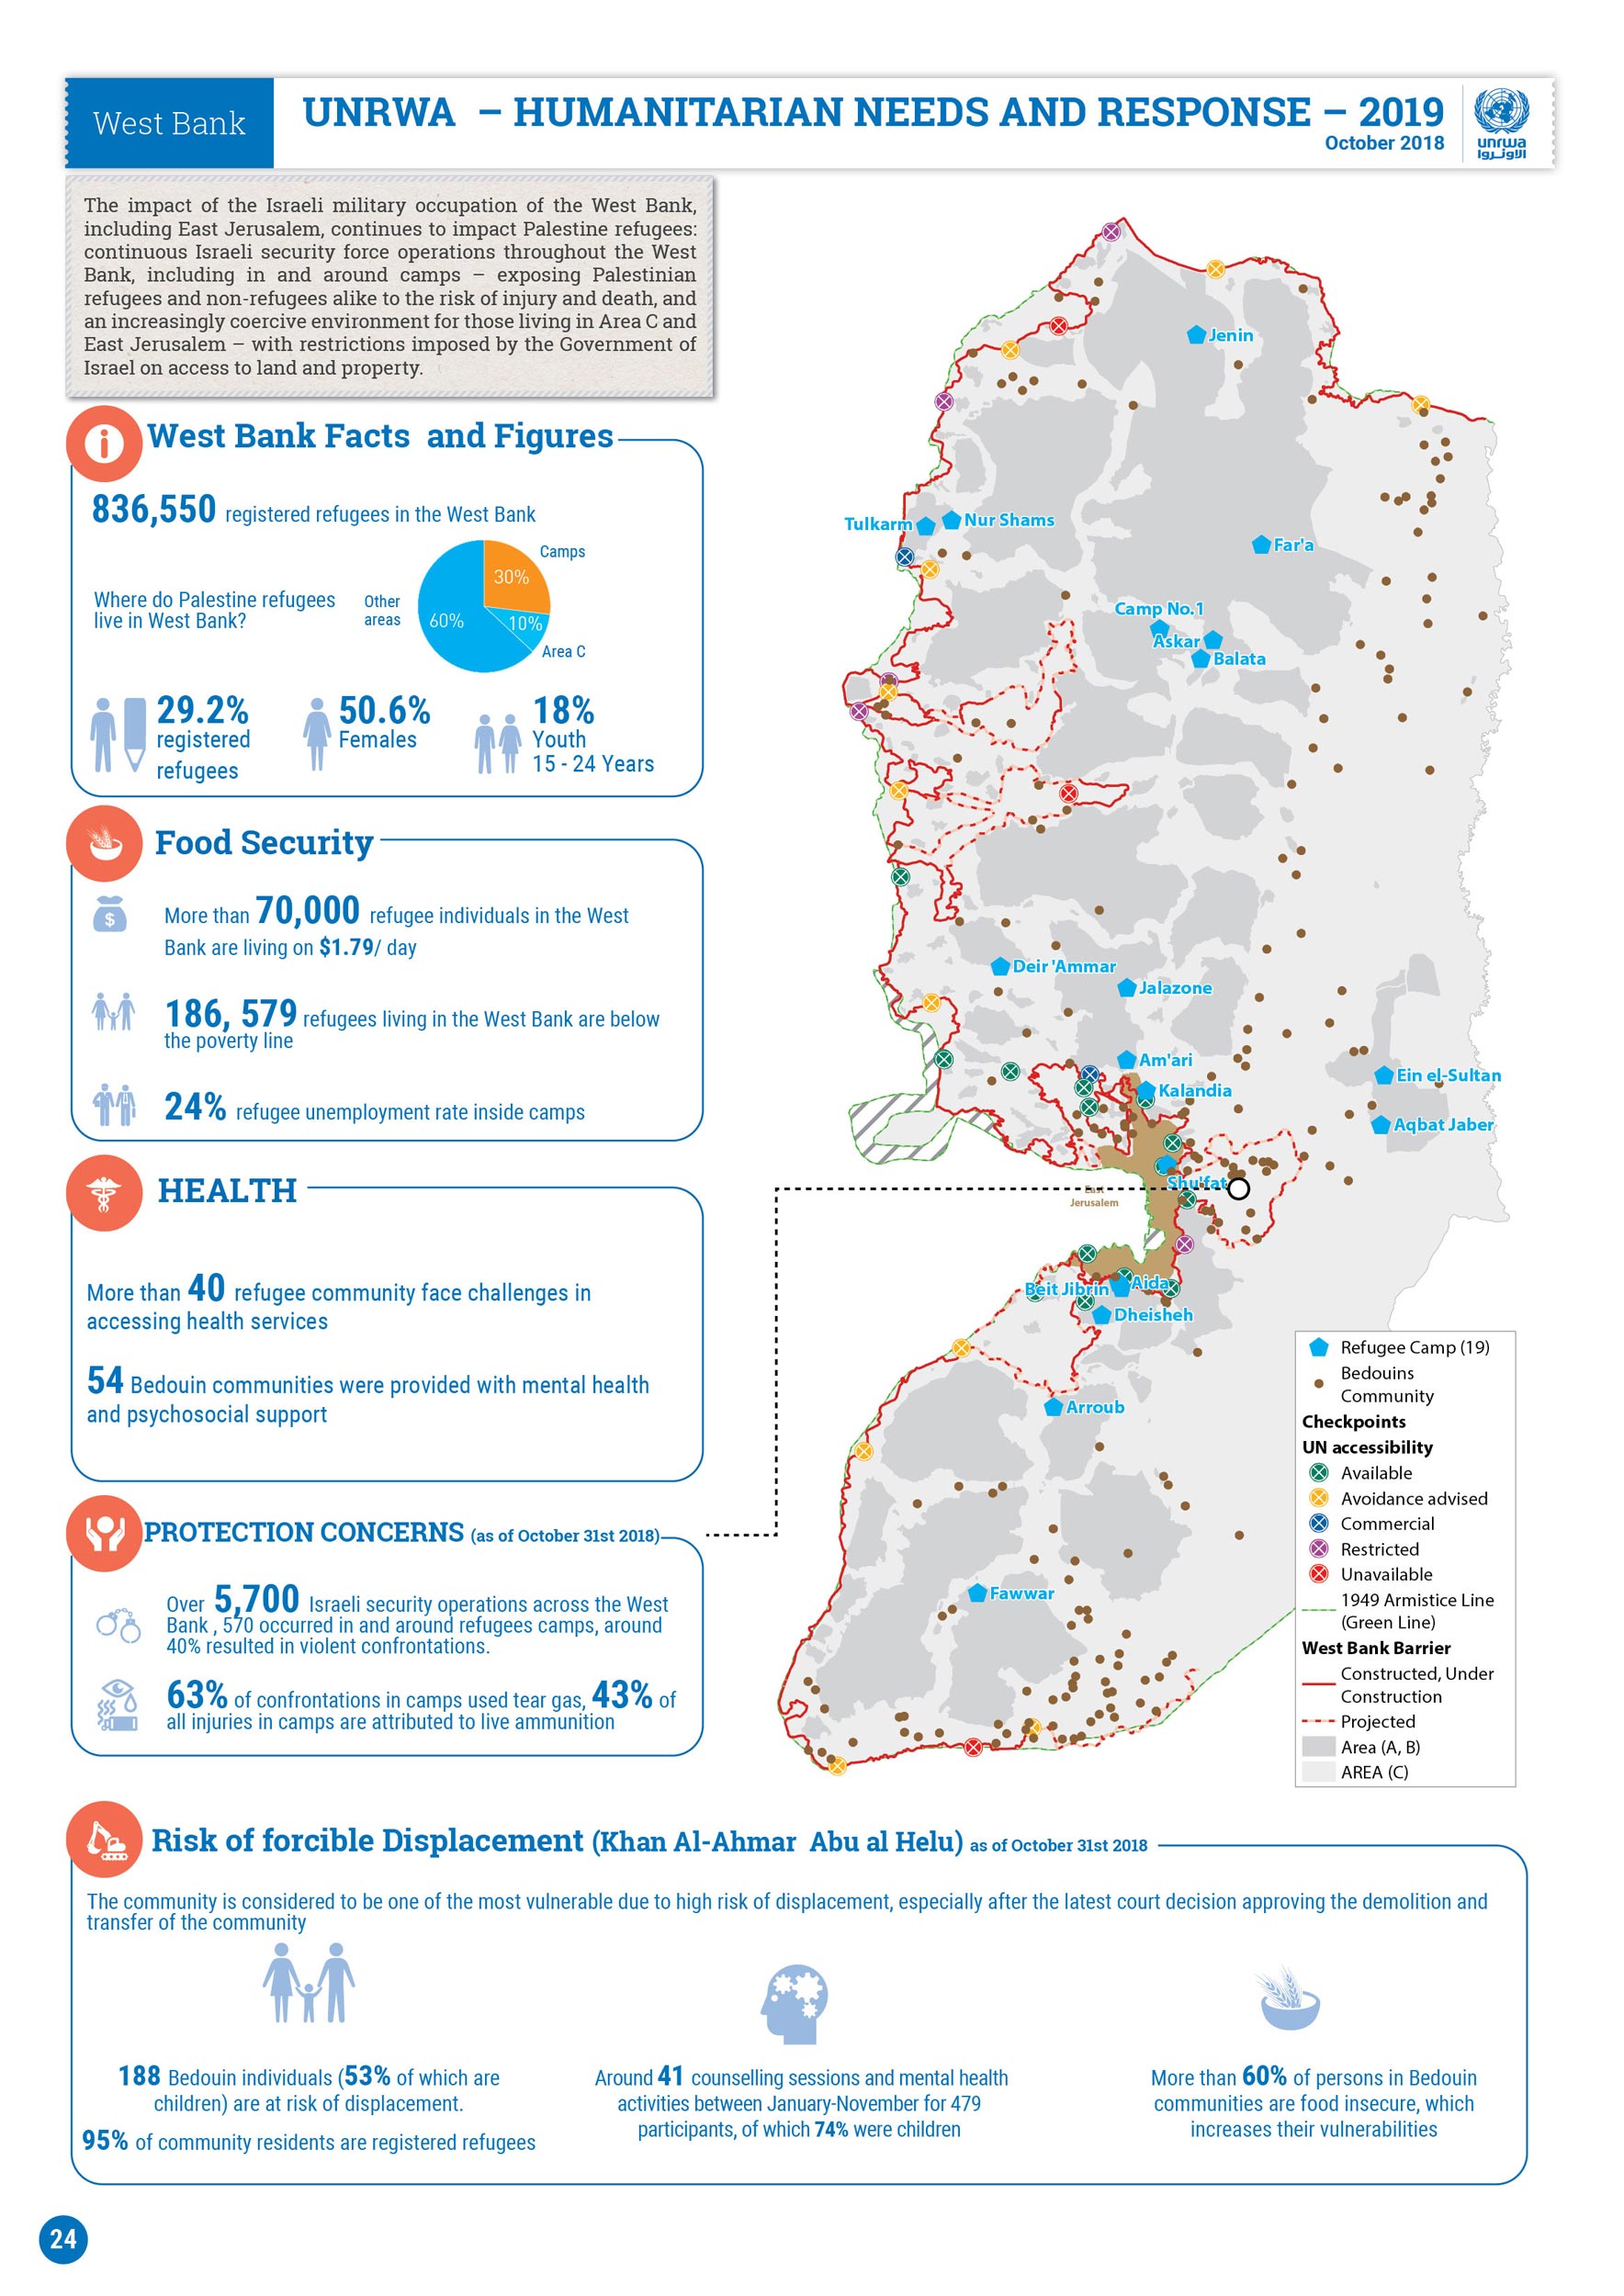 West Bank
UNRWA – HUMANITARIAN NEEDS AND RESPONSE – 2019
October 2018
unrwa
الأونروا
The impact of the Israeli military occupation of the West Bank,
including East Jerusalem, continues to impact Palestine refugees:
continuous Israeli security force operations throughout the West
Bank, including in and around camps – exposing Palestinian
refugees and non-refugees alike to the risk of injury and death, and
an increasingly coercive environment for those living in Area C and
East Jerusalem – with restrictions imposed by the Government of
Israel on access to land and property.
West Bank Facts and Figures
836,550 registered refugees in the West Bank
Where do Palestine refugees
live in West Bank?
Camps
30%
Other
areas
60%
10%
Area C
29.2%
registered
refugees
50.6%
Females
18%
Youth
15 - 24 Years
Food Security
$
More than 70,000 refugee individuals in the West
Bank are living on $1.79/ day
186, 579 refugees living in the West Bank are below
the poverty line
24% refugee unemployment rate inside camps
HEALTH
More than 40 refugee community face challenges in
accessing health services
54 Bedouin communities were provided with mental health
and psychosocial support
PROTECTION CONCERNS (as of October 31st 2018)
Over 5,700 Israeli security operations across the West
Bank , 570 occurred in and around refugees camps, around
40% resulted in violent confrontations.
63% of confrontations in camps used tear gas, 43% of
all injuries in camps are attributed to live ammunition
Jenin
Tulkarm
Nur Shams
Far'a
Camp No.1
Askar
Balata
Deir 'Ammar
Jalazone
Am'ari
Kalandia
Ein el-Sultan
Aqbat Jaber
Shu'fat
East
Jerusalem
Beit Jibrin
Aida
Dheisheh
Arroub
Fawwar
Refugee Camp (19)
Bedouins
Community
Checkpoints
UN accessibility
Available
Avoidance advised
Commercial
Restricted
Unavailable
1949 Armistice Line
(Green Line)
West Bank Barrier
Constructed, Under
Construction
Projected
Area (A, B)
AREA (C)
Risk of forcible Displacement (Khan Al-Ahmar Abu al Helu) as of October 31st 2018
The community is considered to be one of the most vulnerable due to high risk of displacement, especially after the latest court decision approving the demolition and
transfer of the community
188 Bedouin individuals (53% of which are
children) are at risk of displacement.
95% of community residents are registered refugees
Around 41 counselling sessions and mental health
activities between January-November for 479
participants, of which 74% were children
More than 60% of persons in Bedouin
communities are food insecure, which
increases their vulnerabilities
24